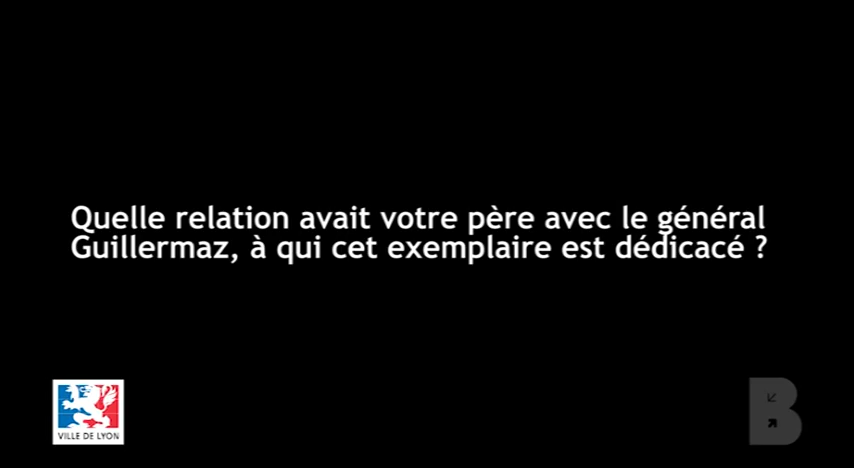 Quelle relation avait votre père avec le général
Guillermaz, à qui cet exemplaire est dédicacé ?
VILLE DE LYON
B